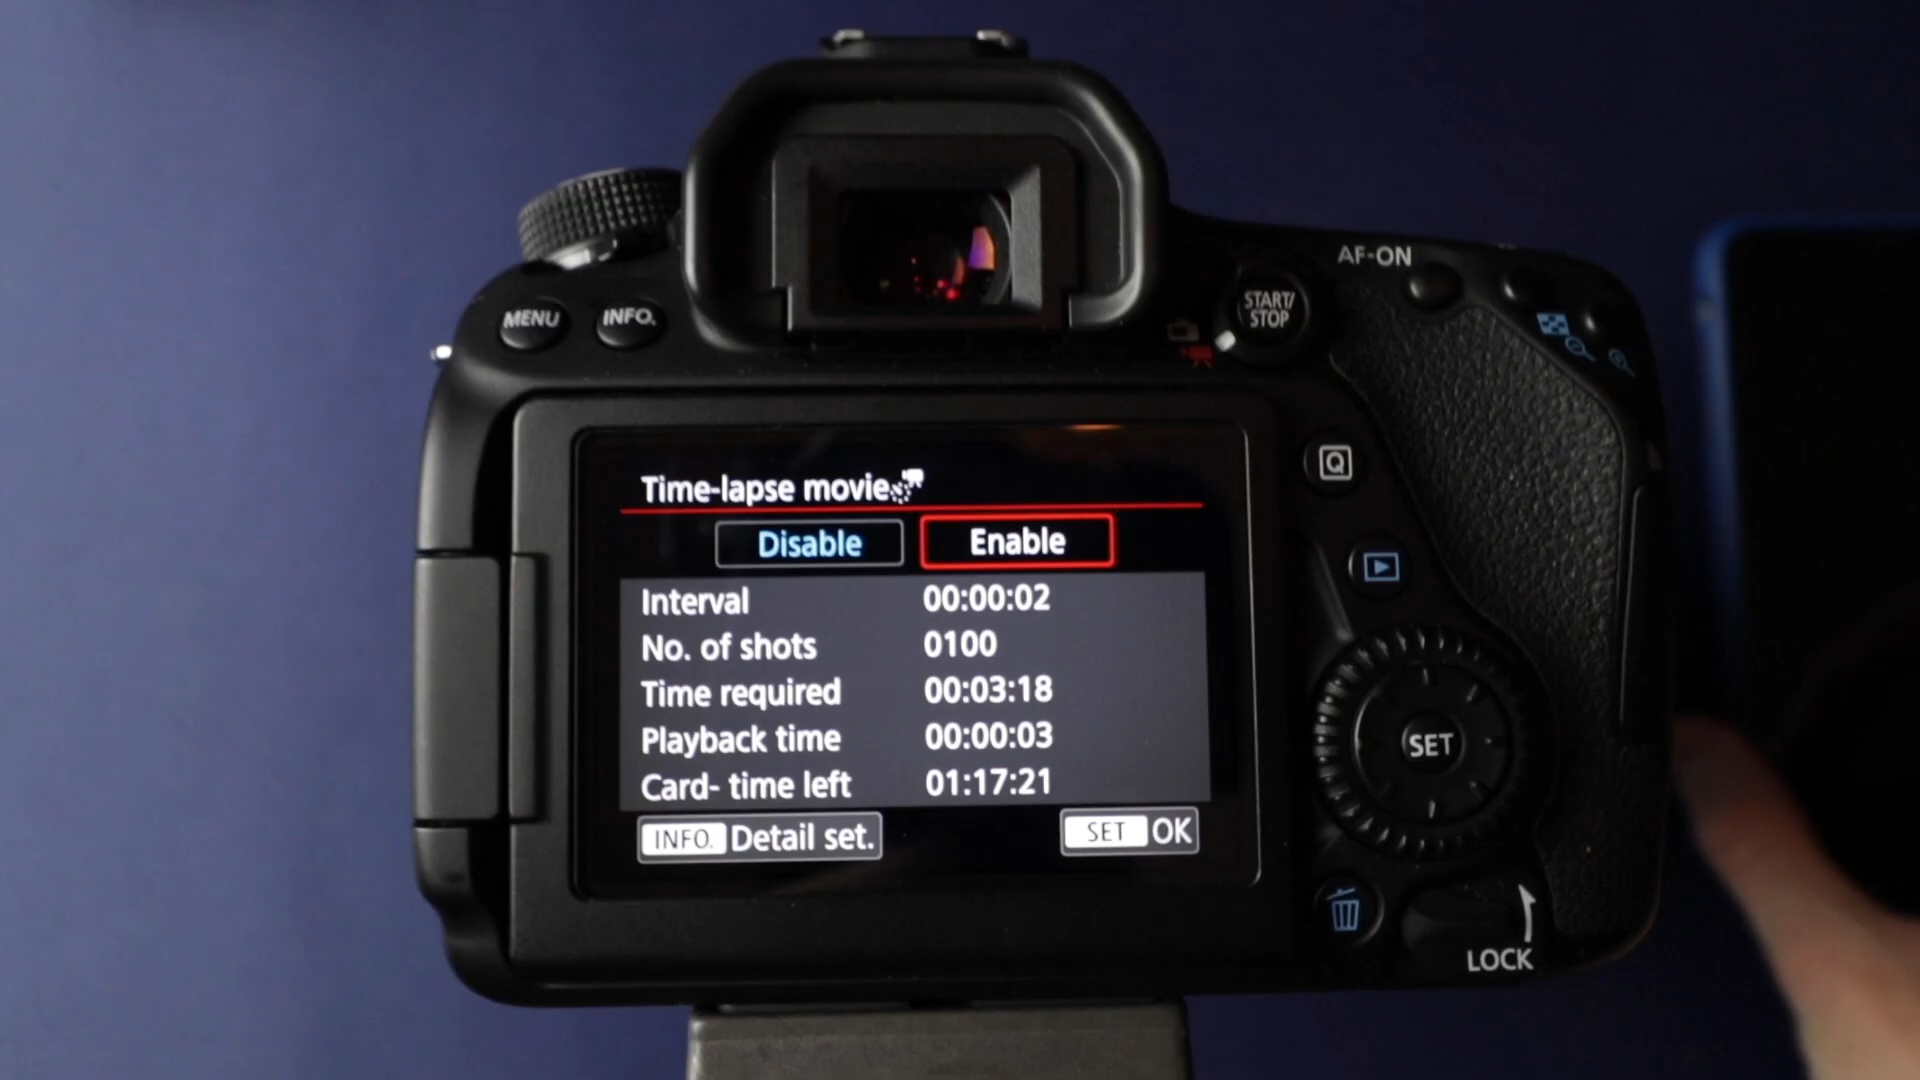 AF-ON
MENU
INFO.
START/
STOP
Q
Time-lapse movie
Disable
Enable
Interval 00:00:02
No. of shots 0100
Time required 00:03:18
Playback time 00:00:03
Card- time left 01:17:21
INFO. Detail set.
SET OK
SET
LOCK